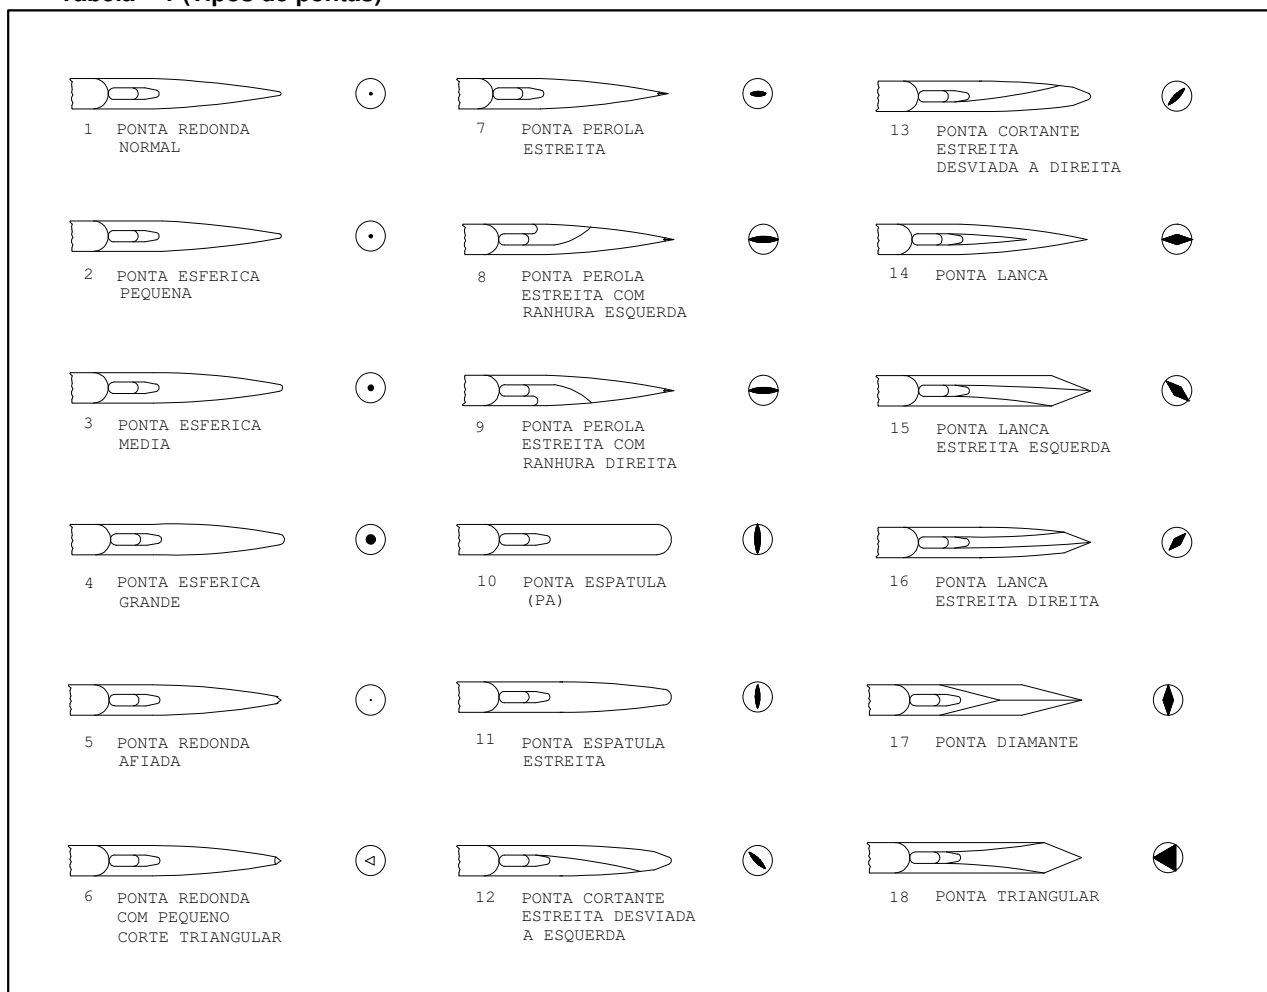 (Tipos de pontas)
1 PONTA REDONDA
NORMAL
2 PONTA ESFERICA
PEQUENA
3 PONTA ESFERICA
MEDIA
4 PONTA ESFERICA
GRANDE
5 PONTA REDONDA
AFIADA
6 PONTA REDONDA
COM PEQUENO
CORTE TRIANGULAR
7 PONTA PEROLA
ESTREITA
8 PONTA PEROLA
ESTREITA COM
RANHURA ESQUERDA
9 PONTA PEROLA
ESTREITA COM
RANHURA DIREITA
10 PONTA ESPATULA
(PA)
11 PONTA ESPATULA
ESTREITA
12 PONTA CORTANTE
ESTREITA DESVIADA
A ESQUERDA
13 PONTA CORTANTE
ESTREITA
DESVIADA A DIREITA
14 PONTA LANCA
15 PONTA LANCA
ESTREITA ESQUERDA
16 PONTA LANCA
ESTREITA DIREITA
17 PONTA DIAMANTE
18 PONTA TRIANGULAR